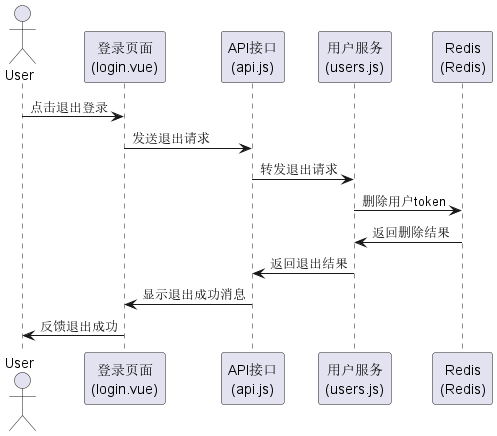 User
登录页面
(login.vue)
API接口
(api.js)
用户服务
(users.js)
Redis
(Redis)
点击退出登录
发送退出请求
转发退出请求
删除用户token
返回删除结果
返回退出结果
显示退出成功消息
反馈退出成功
User
登录页面
(login.vue)
API接口
(api.js)
用户服务
(users.js)
Redis
(Redis)